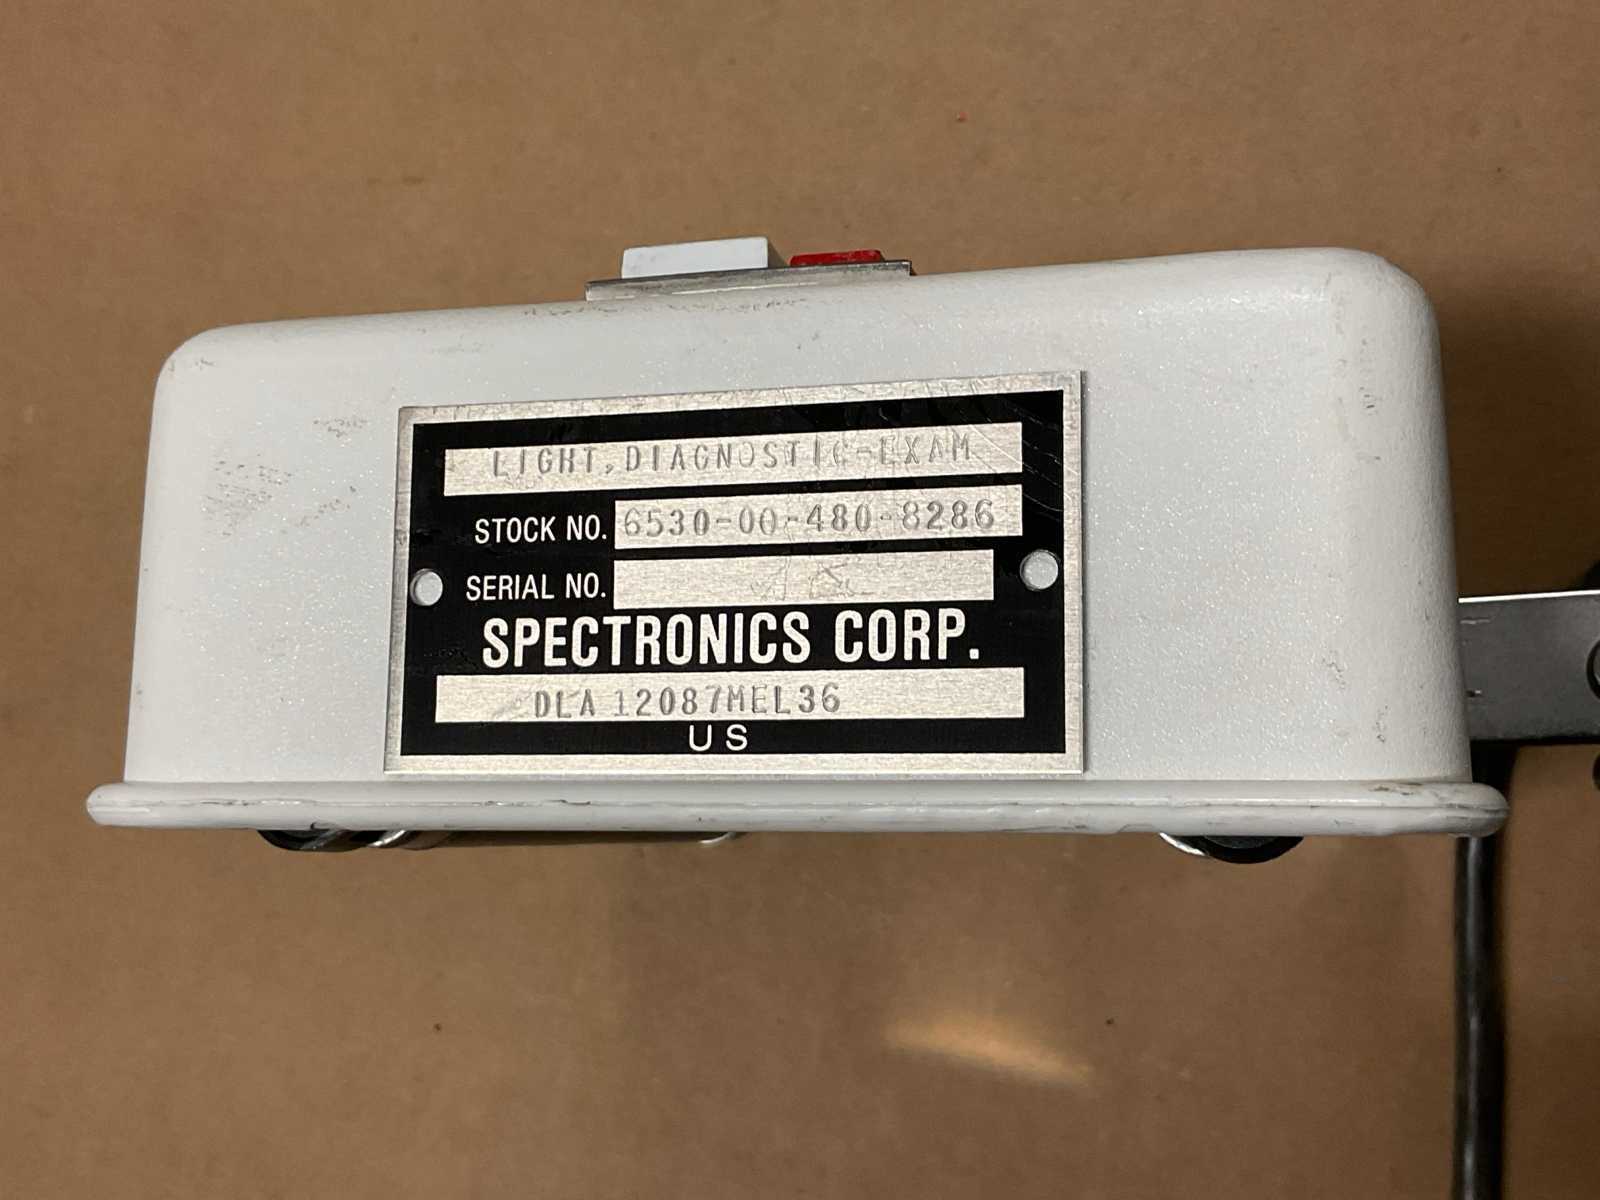 LIGHT,DIAGNOSTIC-EXAM
STOCK NO. 6530-00-480-8286
SERIAL NO.
SPECTRONICS CORP.
DLA 12087MEL36
US